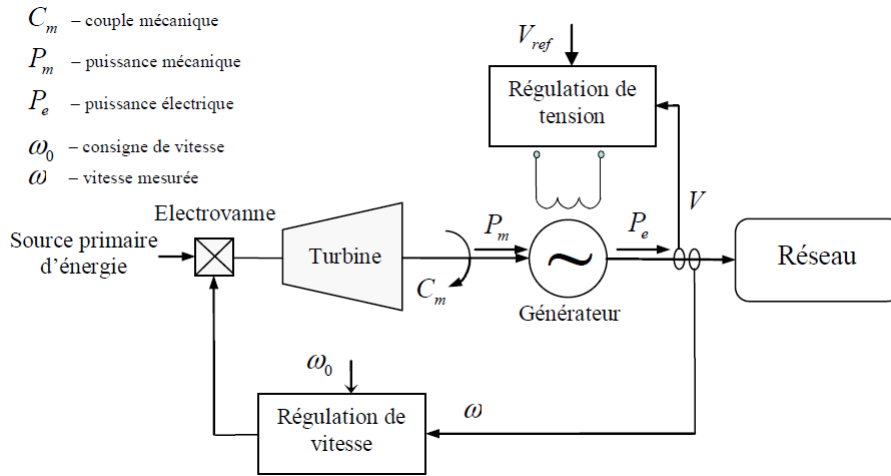 C_m – couple mécanique
P_m – puissance mécanique
P_e – puissance électrique
ω_0 – consigne de vitesse
ω – vitesse mesurée
V_ref
Régulation de
tension
V
Electrovanne
Source primaire
d'énergie
Turbine
C_m
P_m
~
Générateur
P_e
Réseau
ω_0
Régulation de
vitesse
ω